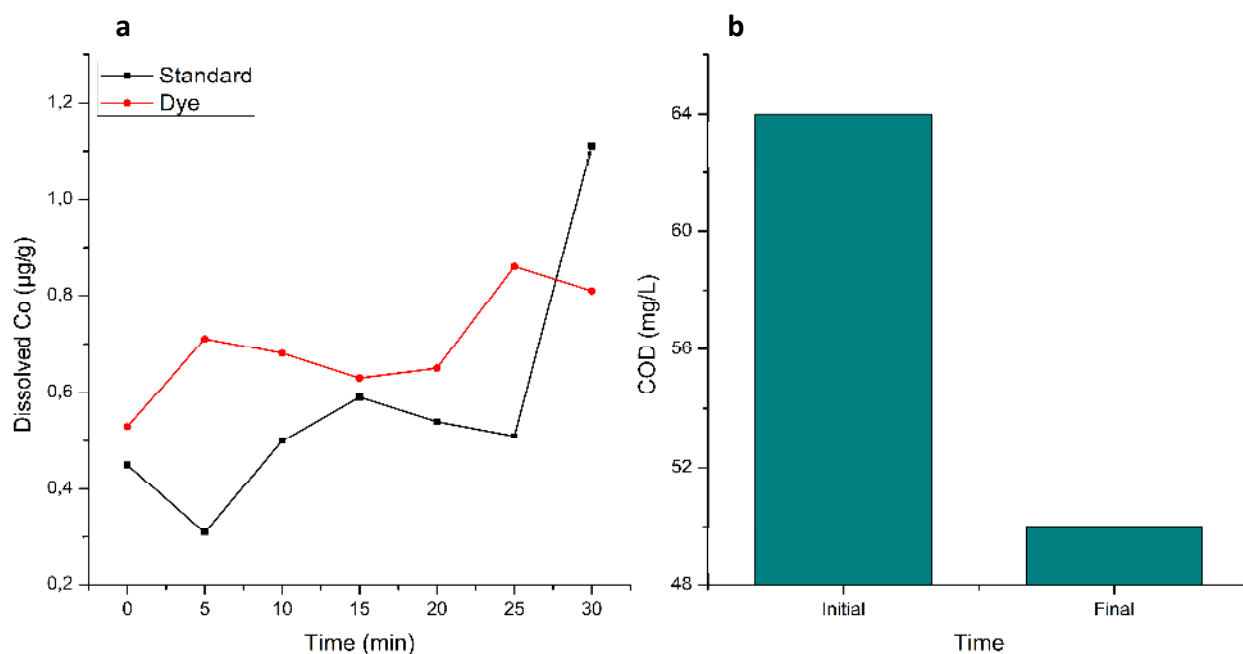 a
Standard
Dye
1,2
1,0
0,8
0,6
0,4
0,2
Dissolved Co (µg/g)
0 5 10 15 20 25 30
Time (min)
b
64
60
56
52
48
COD (mg/L)
Initial Final
Time